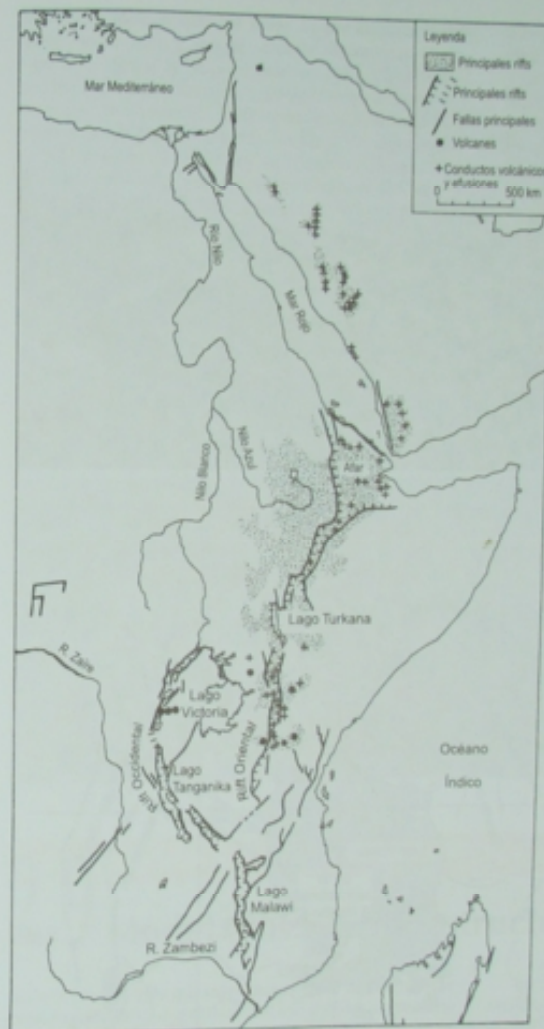 Leyenda
Principales rifts
Principales rifts
Fallas principales
Volcanes
Conductos volcánicos
y efusiones
0 500 km
Mar Mediterráneo
Río Nilo
Mar Rojo
Nilo Azul
Nilo Blanco
Afar
Lago Turkana
R. Zaïre
Lago
Victoria
Rift Occidental
Rift Oriental
Lago
Tanganika
Océano
Índico
Lago
Malawi
R. Zambezi